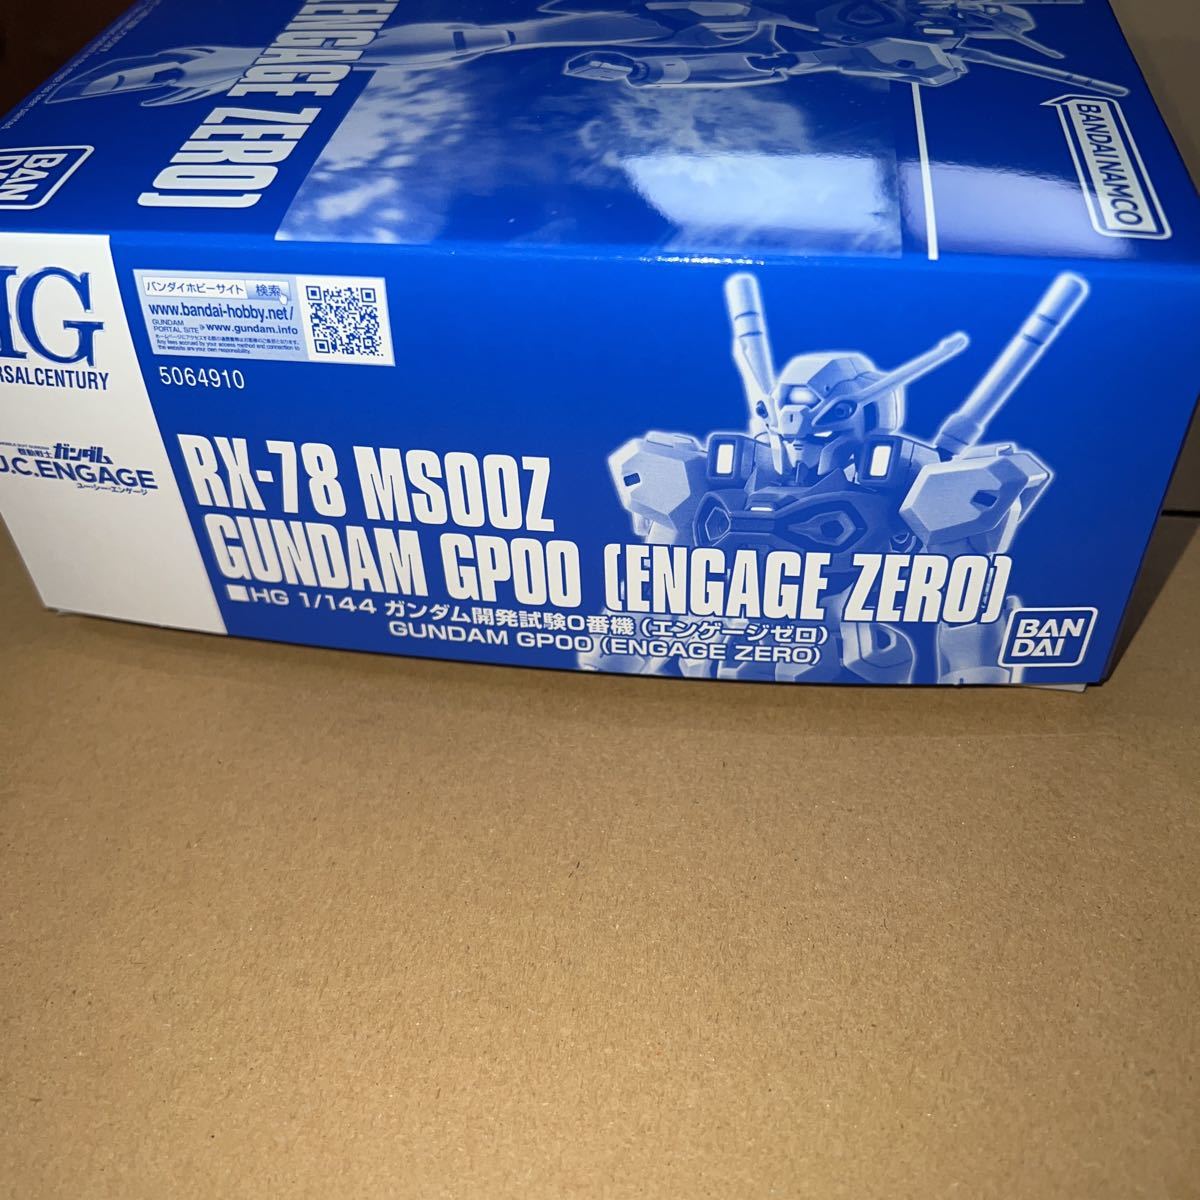 [ENGAGE ZERO]
BANDAI NAMCO
BAN
HG
バンダイホビーサイト 検索
www.bandai-hobby.net/
GUNDAM
PORTAL SITE www.gundam.info
5064910
機動戦士ガンダム
U.C.ENGAGE
ユー・シー・エンゲージ
RX-78 MS00Z
GUNDAM GP00 [ENGAGE ZERO]
■HG 1/144 ガンダム開発試験0番機(エンゲージゼロ)
GUNDAM GP00 (ENGAGE ZERO)
BAN
DAI